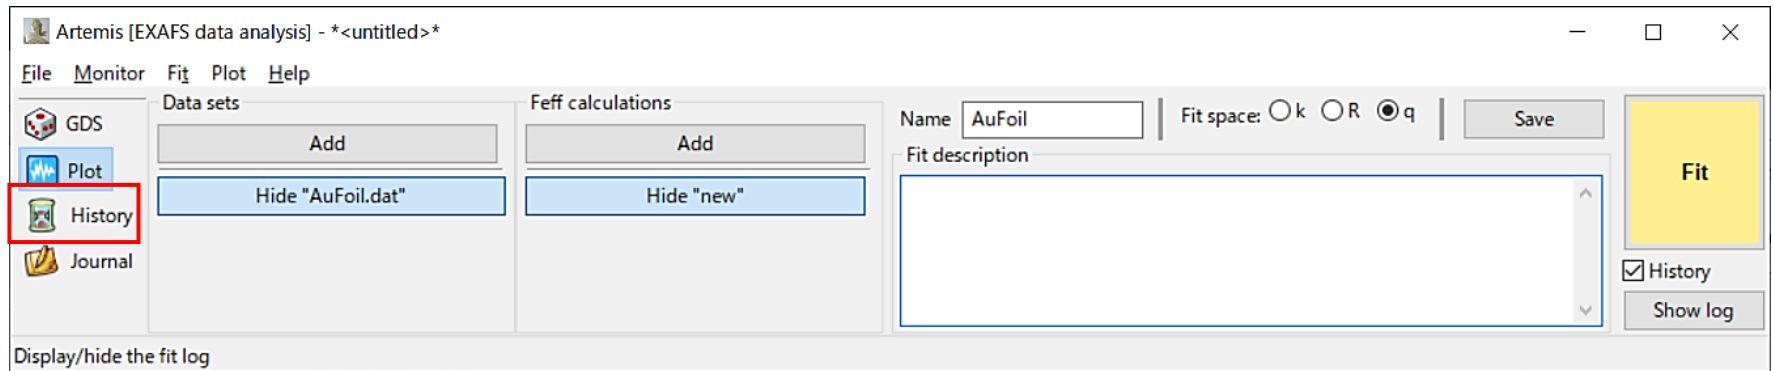 Artemis [EXAFS data analysis] - *<untitled>*
File Monitor Fit Plot Help
GDS
Plot
History
Journal
Data sets
Add
Hide "AuFoil.dat"
Feff calculations
Add
Hide "new"
Name AuFoil
Fit space: k R q
Save
Fit description
Fit
History
Show log
Display/hide the fit log